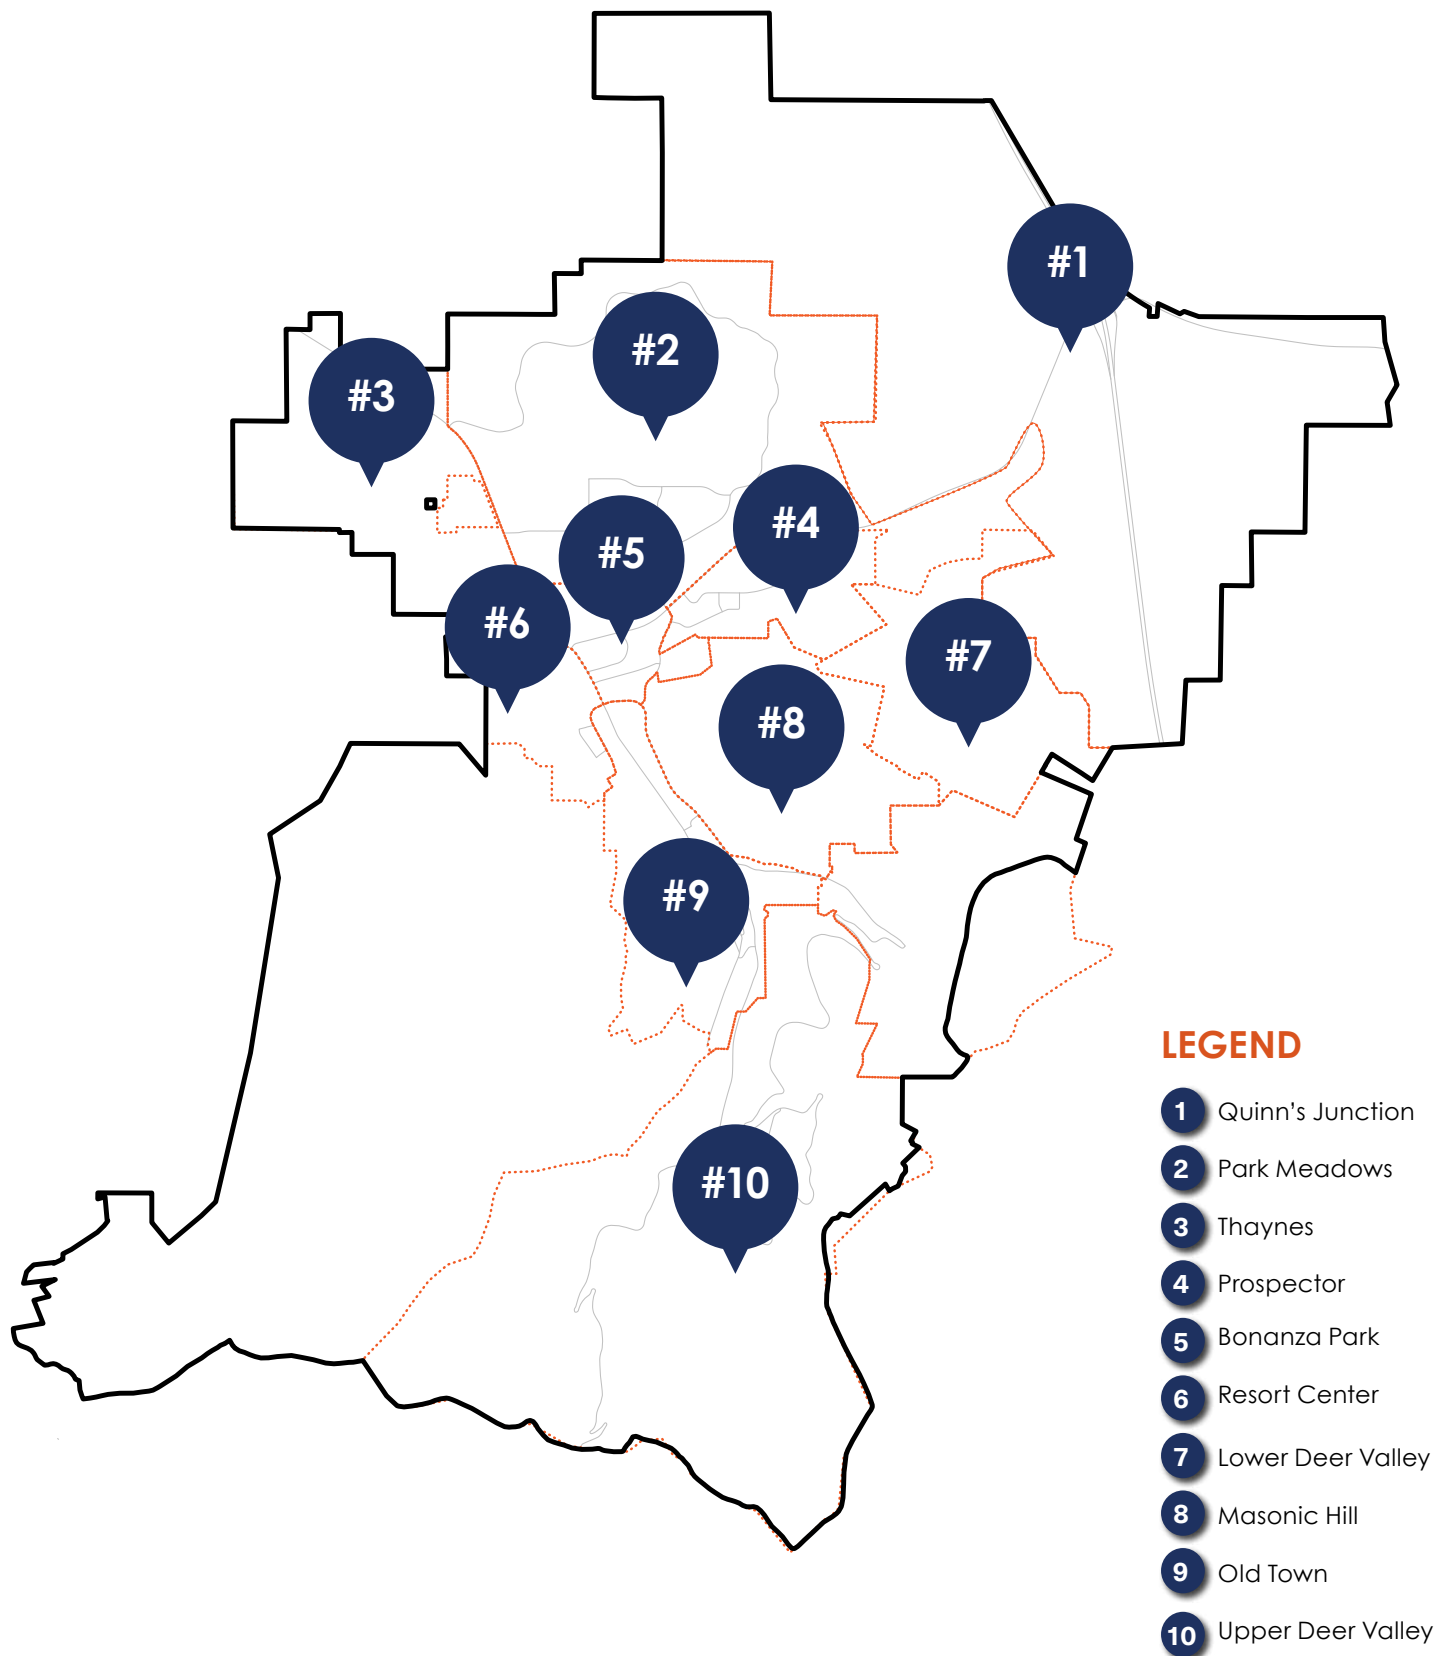 #1
#2
#3
#4
#5
#6
#7
#8
#9
#10
LEGEND
1 Quinn's Junction
2 Park Meadows
3 Thaynes
4 Prospector
5 Bonanza Park
6 Resort Center
7 Lower Deer Valley
8 Masonic Hill
9 Old Town
10 Upper Deer Valley